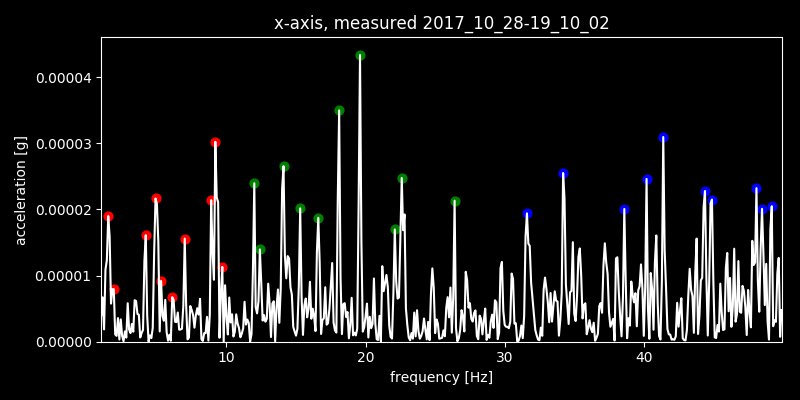 x-axis, measured 2017_10_28-19_10_02
acceleration [g]
0.00004
0.00003
0.00002
0.00001
0.00000
10 20 30 40
frequency [Hz]